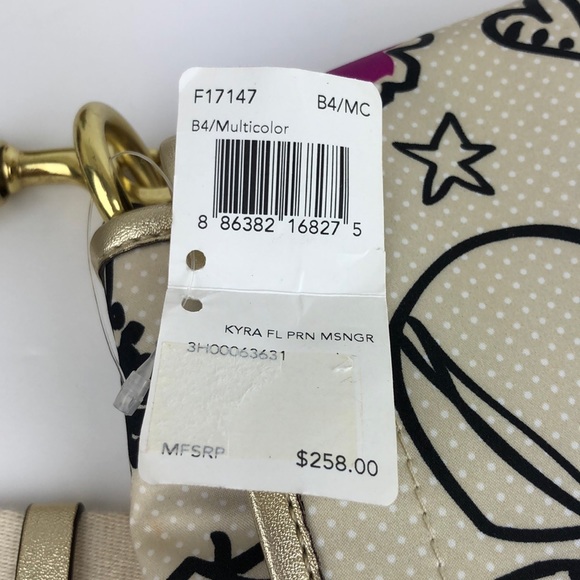 F17147 B4/MC
B4/Multicolor
8 86382 16827 5
KYRA FL PRN MSNGR
3H00063631
MFSRP $258.00